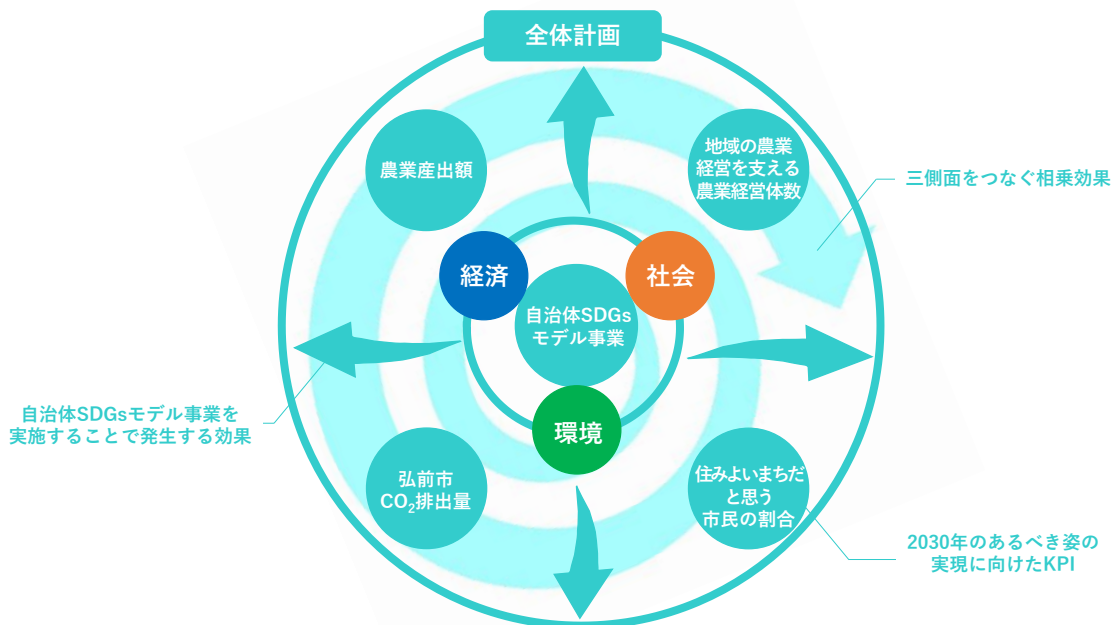 全体計画
農業産出額
地域の農業
経営を支える
農業経営体数
三側面をつなぐ相乗効果
経済
社会
自治体SDGs
モデル事業
環境
自治体SDGsモデル事業を
実施することで発生する効果
弘前市
CO₂排出量
住みよいまちだ
と思う
市民の割合
2030年のあるべき姿の
実現に向けたKPI